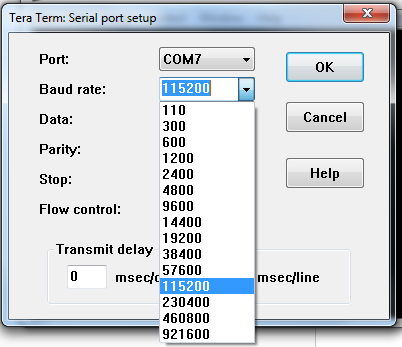 Tera Term: Serial port setup
Port:
COM7
OK
Baud rate:
115200
110
Data:
300
Cancel
600
Parity:
1200
2400
Help
Stop:
4800
9600
Flow control:
14400
19200
Transmit delay
38400
57600
0 msec/c
msec/line
115200
230400
460800
921600